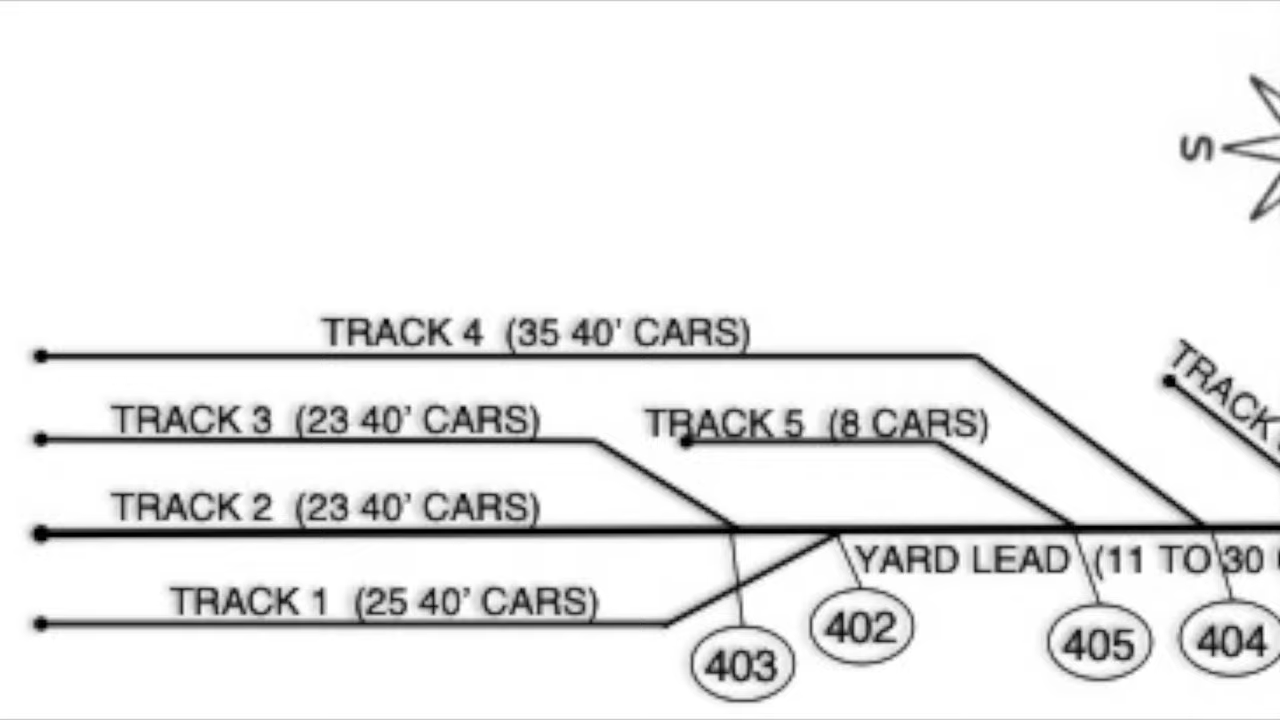 S
TRACK 4 (35 40' CARS)
TRACK
TRACK 3 (23 40' CARS)
TRACK 5 (8 CARS)
TRACK 2 (23 40' CARS)
YARD LEAD (11 TO 30
TRACK 1 (25 40' CARS)
402
403
405
404